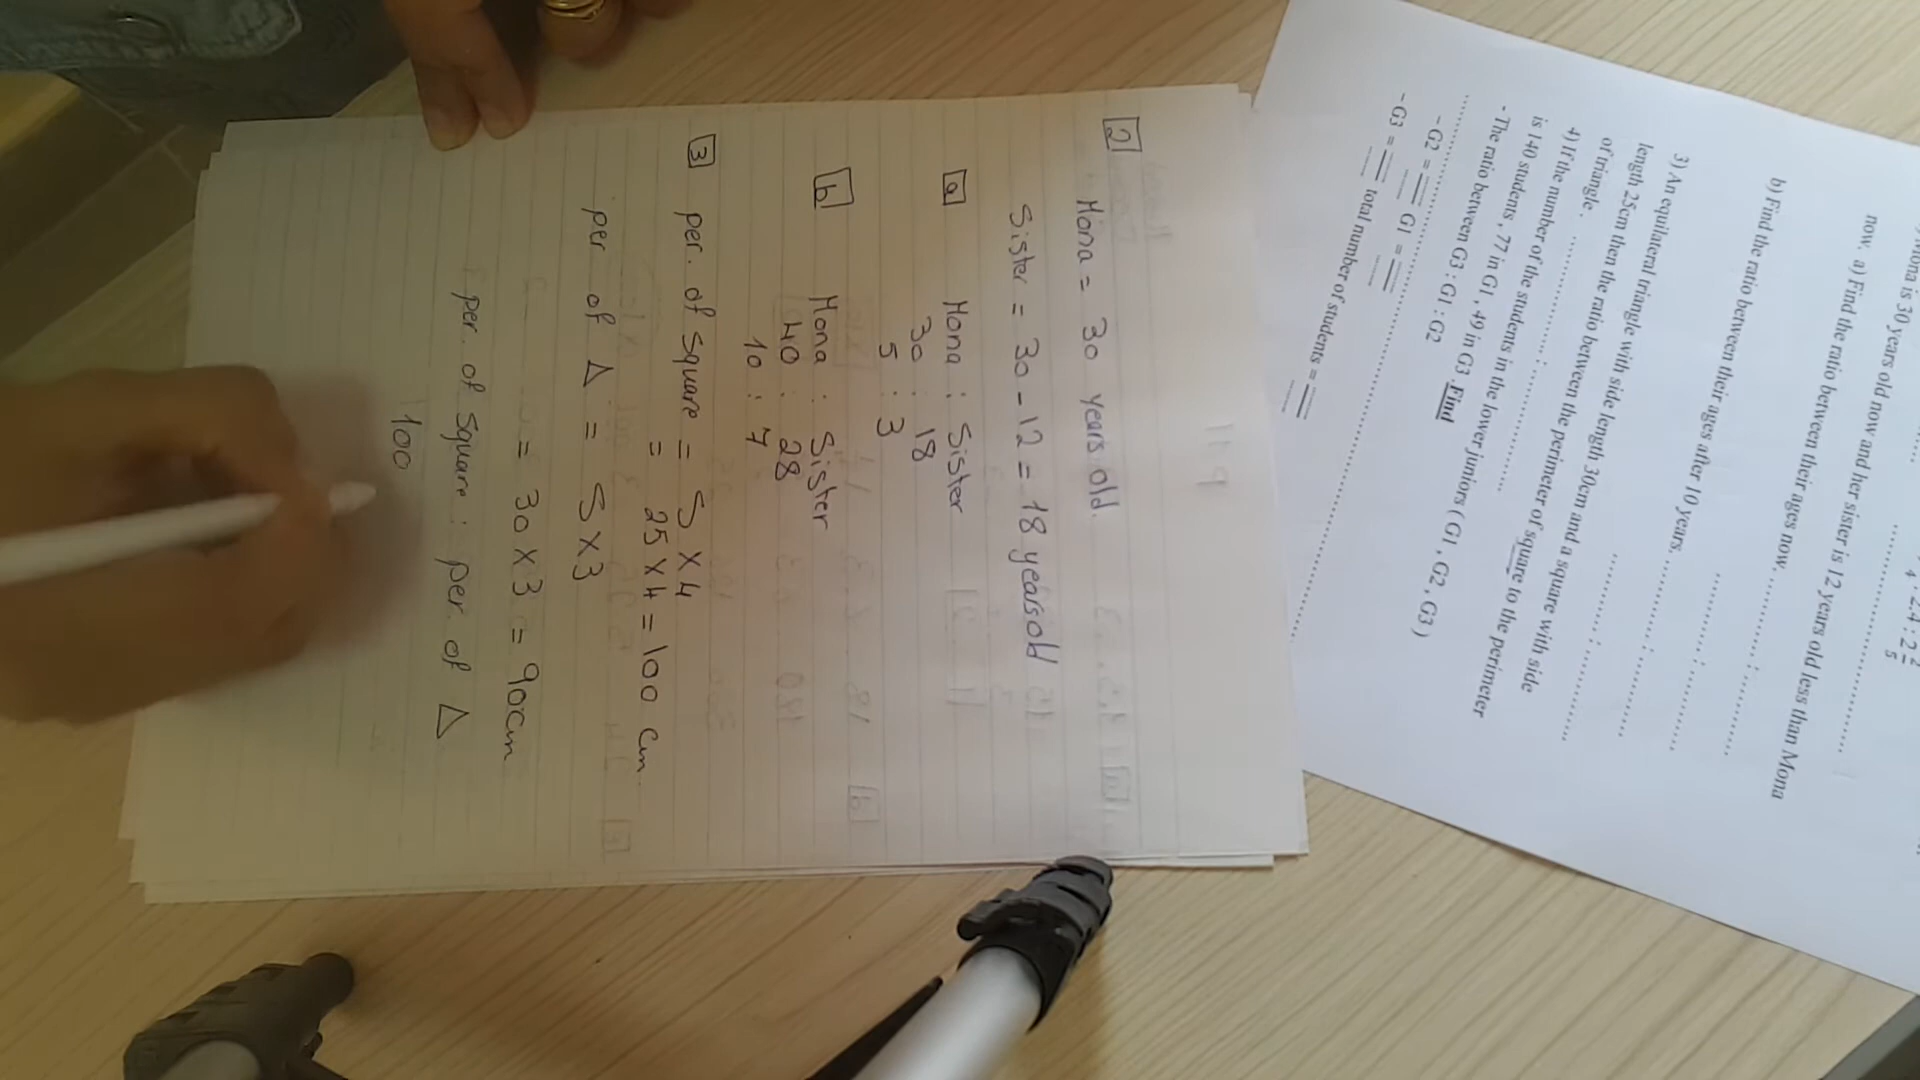 2 Mona = 30 years old.
Sister = 30 - 12 = 18 years old
a Mona : Sister
30 : 18
5 : 3
b Mona : Sister
40 : 28
10 : 7
3 per. of square = S X 4
= 25 X 4 = 100 cm
per of Δ = S X 3
= 30 X 3 = 90 cm
per. of square : per. of Δ
100
now. a) Find the ratio between their ages now.
b) Find the ratio between their ages after 10 years.
3) An equilateral triangle with side length 30cm and a square with side
length 25cm then the ratio between the perimeter of square to the perimeter
of triangle.
4) If the number of the students in the lower juniors ( G1 , G2 , G3 )
is 140 students , 77 in G1 , 49 in G3 Find
- The ratio between G3 : G1 : G2
- G2 = G1 =
- G3 = total number of students =
Mona is 30 years old now and her sister is 12 years old less than Mona